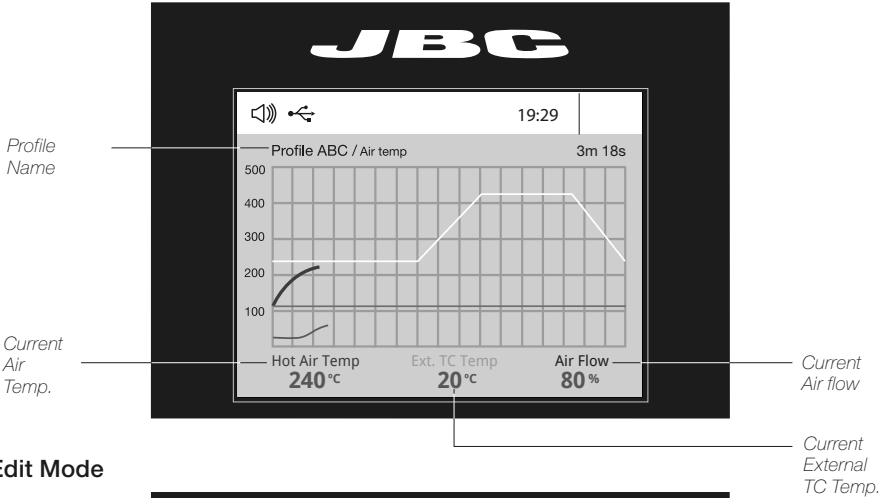 JBC
19:29
Profile ABC / Air temp
3m 18s
500
400
300
200
100
Hot Air Temp
Ext. TC Temp
Air Flow
240 °C
20 °C
80 %
Profile
Name
Current
Air
Temp.
Current
Air flow
Current
External
TC Temp.
Edit Mode